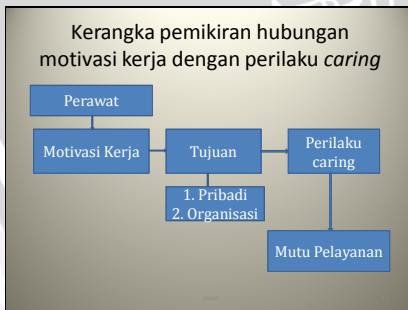 Kerangka pemikiran hubungan
motivasi kerja dengan perilaku caring
Perawat
Motivasi Kerja
Tujuan
Perilaku
caring
1. Pribadi
2. Organisasi
Mutu Pelayanan